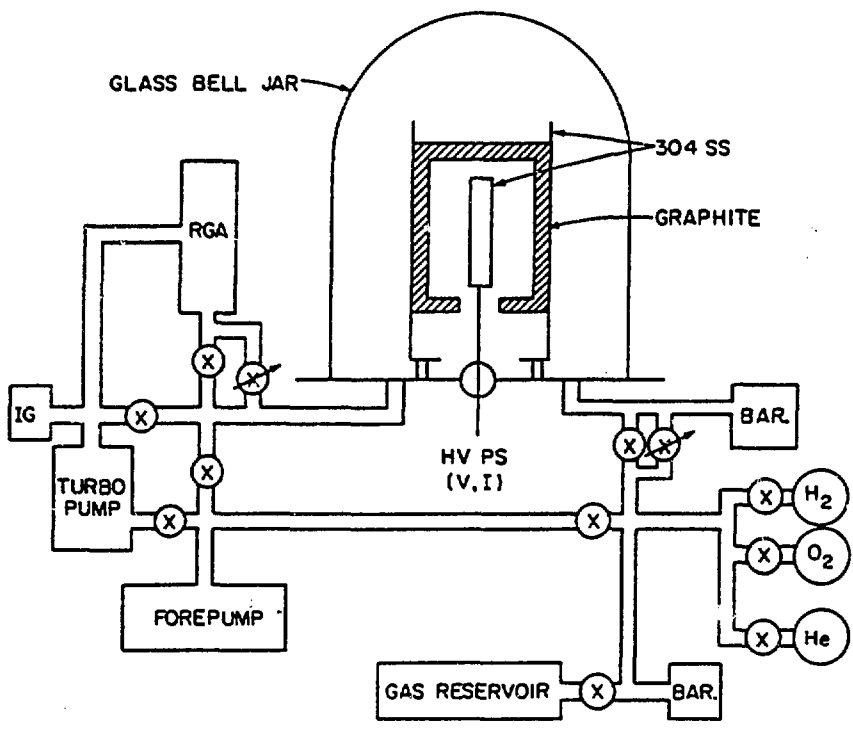 GLASS BELL JAR
304 SS
RGA
GRAPHITE
X
X
IG
X
BAR.
X
X
HV PS
(V, I)
X
TURBO
PUMP
X
X
X
H2
X
O2
FOREPUMP
X
He
GAS RESERVOIR
X
BAR.